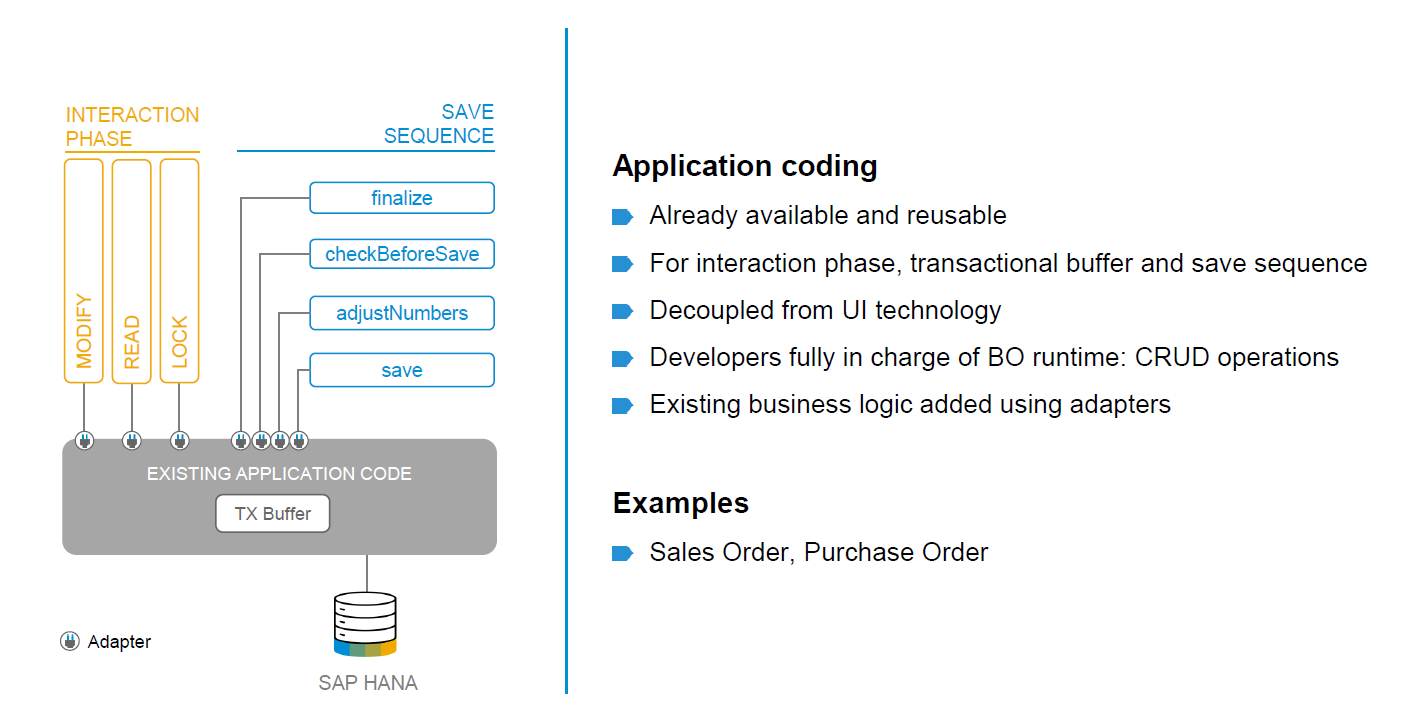 INTERACTION
PHASE
SAVE
SEQUENCE
MODIFY
READ
LOCK
finalize
checkBeforeSave
adjustNumbers
save
EXISTING APPLICATION CODE
TX Buffer
Adapter
SAP HANA
Application coding
Already available and reusable
For interaction phase, transactional buffer and save sequence
Decoupled from UI technology
Developers fully in charge of BO runtime: CRUD operations
Existing business logic added using adapters
Examples
Sales Order, Purchase Order